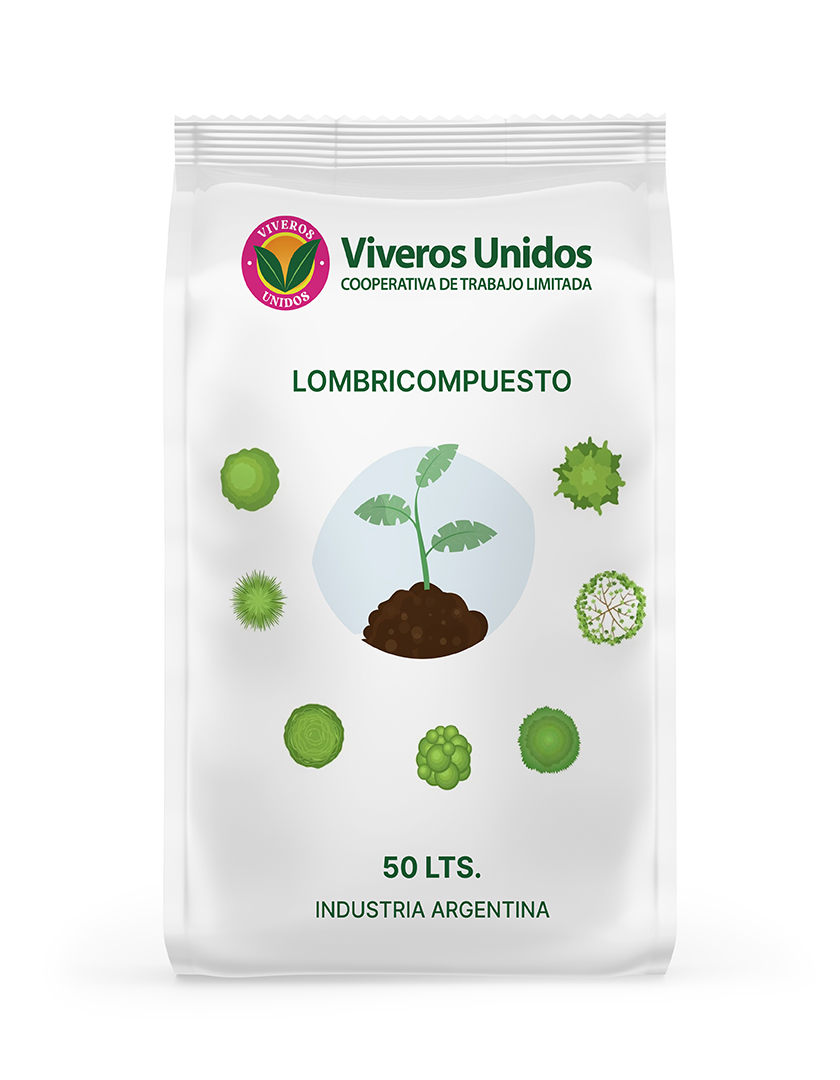 VIVEROS
UNIDOS
Viveros Unidos
COOPERATIVA DE TRABAJO LIMITADA
LOMBRICOMPUESTO
50 LTS.
INDUSTRIA ARGENTINA